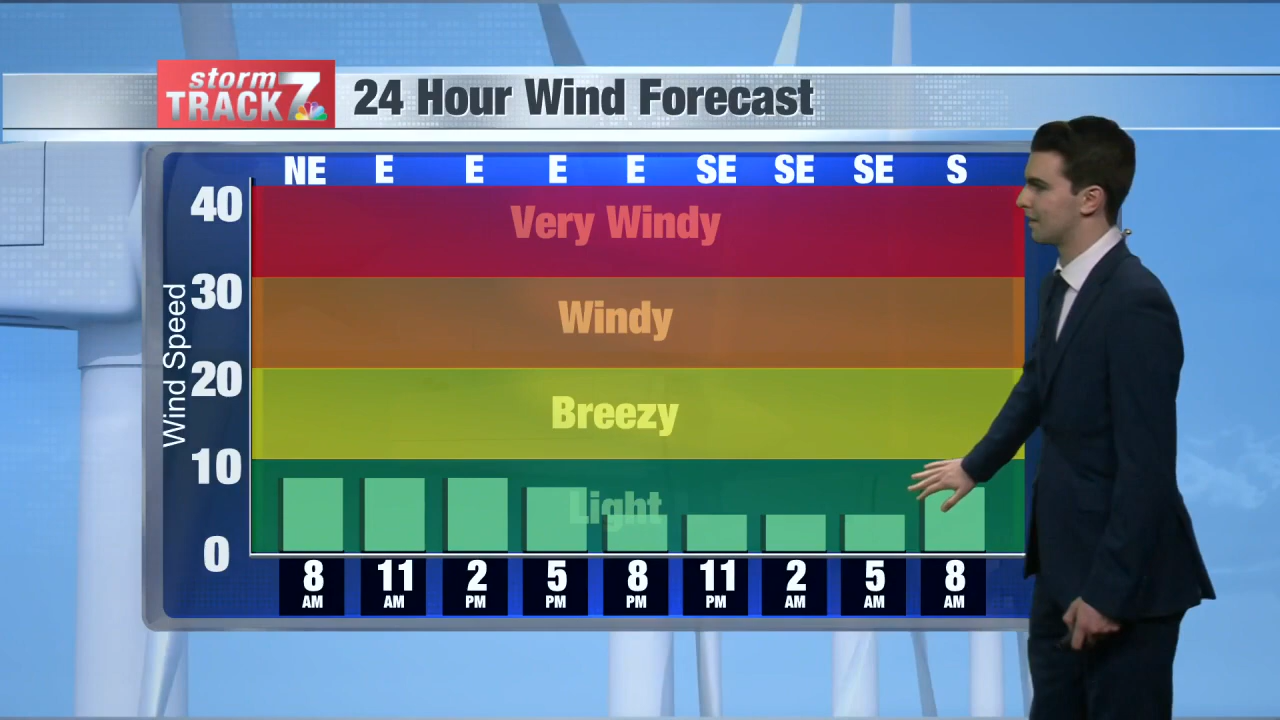 storm
TRACK 7
24 Hour Wind Forecast
NE E E E E SE SE SE S
40
30
20
10
0
Wind Speed
Very Windy
Windy
Breezy
Light
8 11 2 5 8 11 2 5 8
AM AM PM PM PM PM AM AM AM